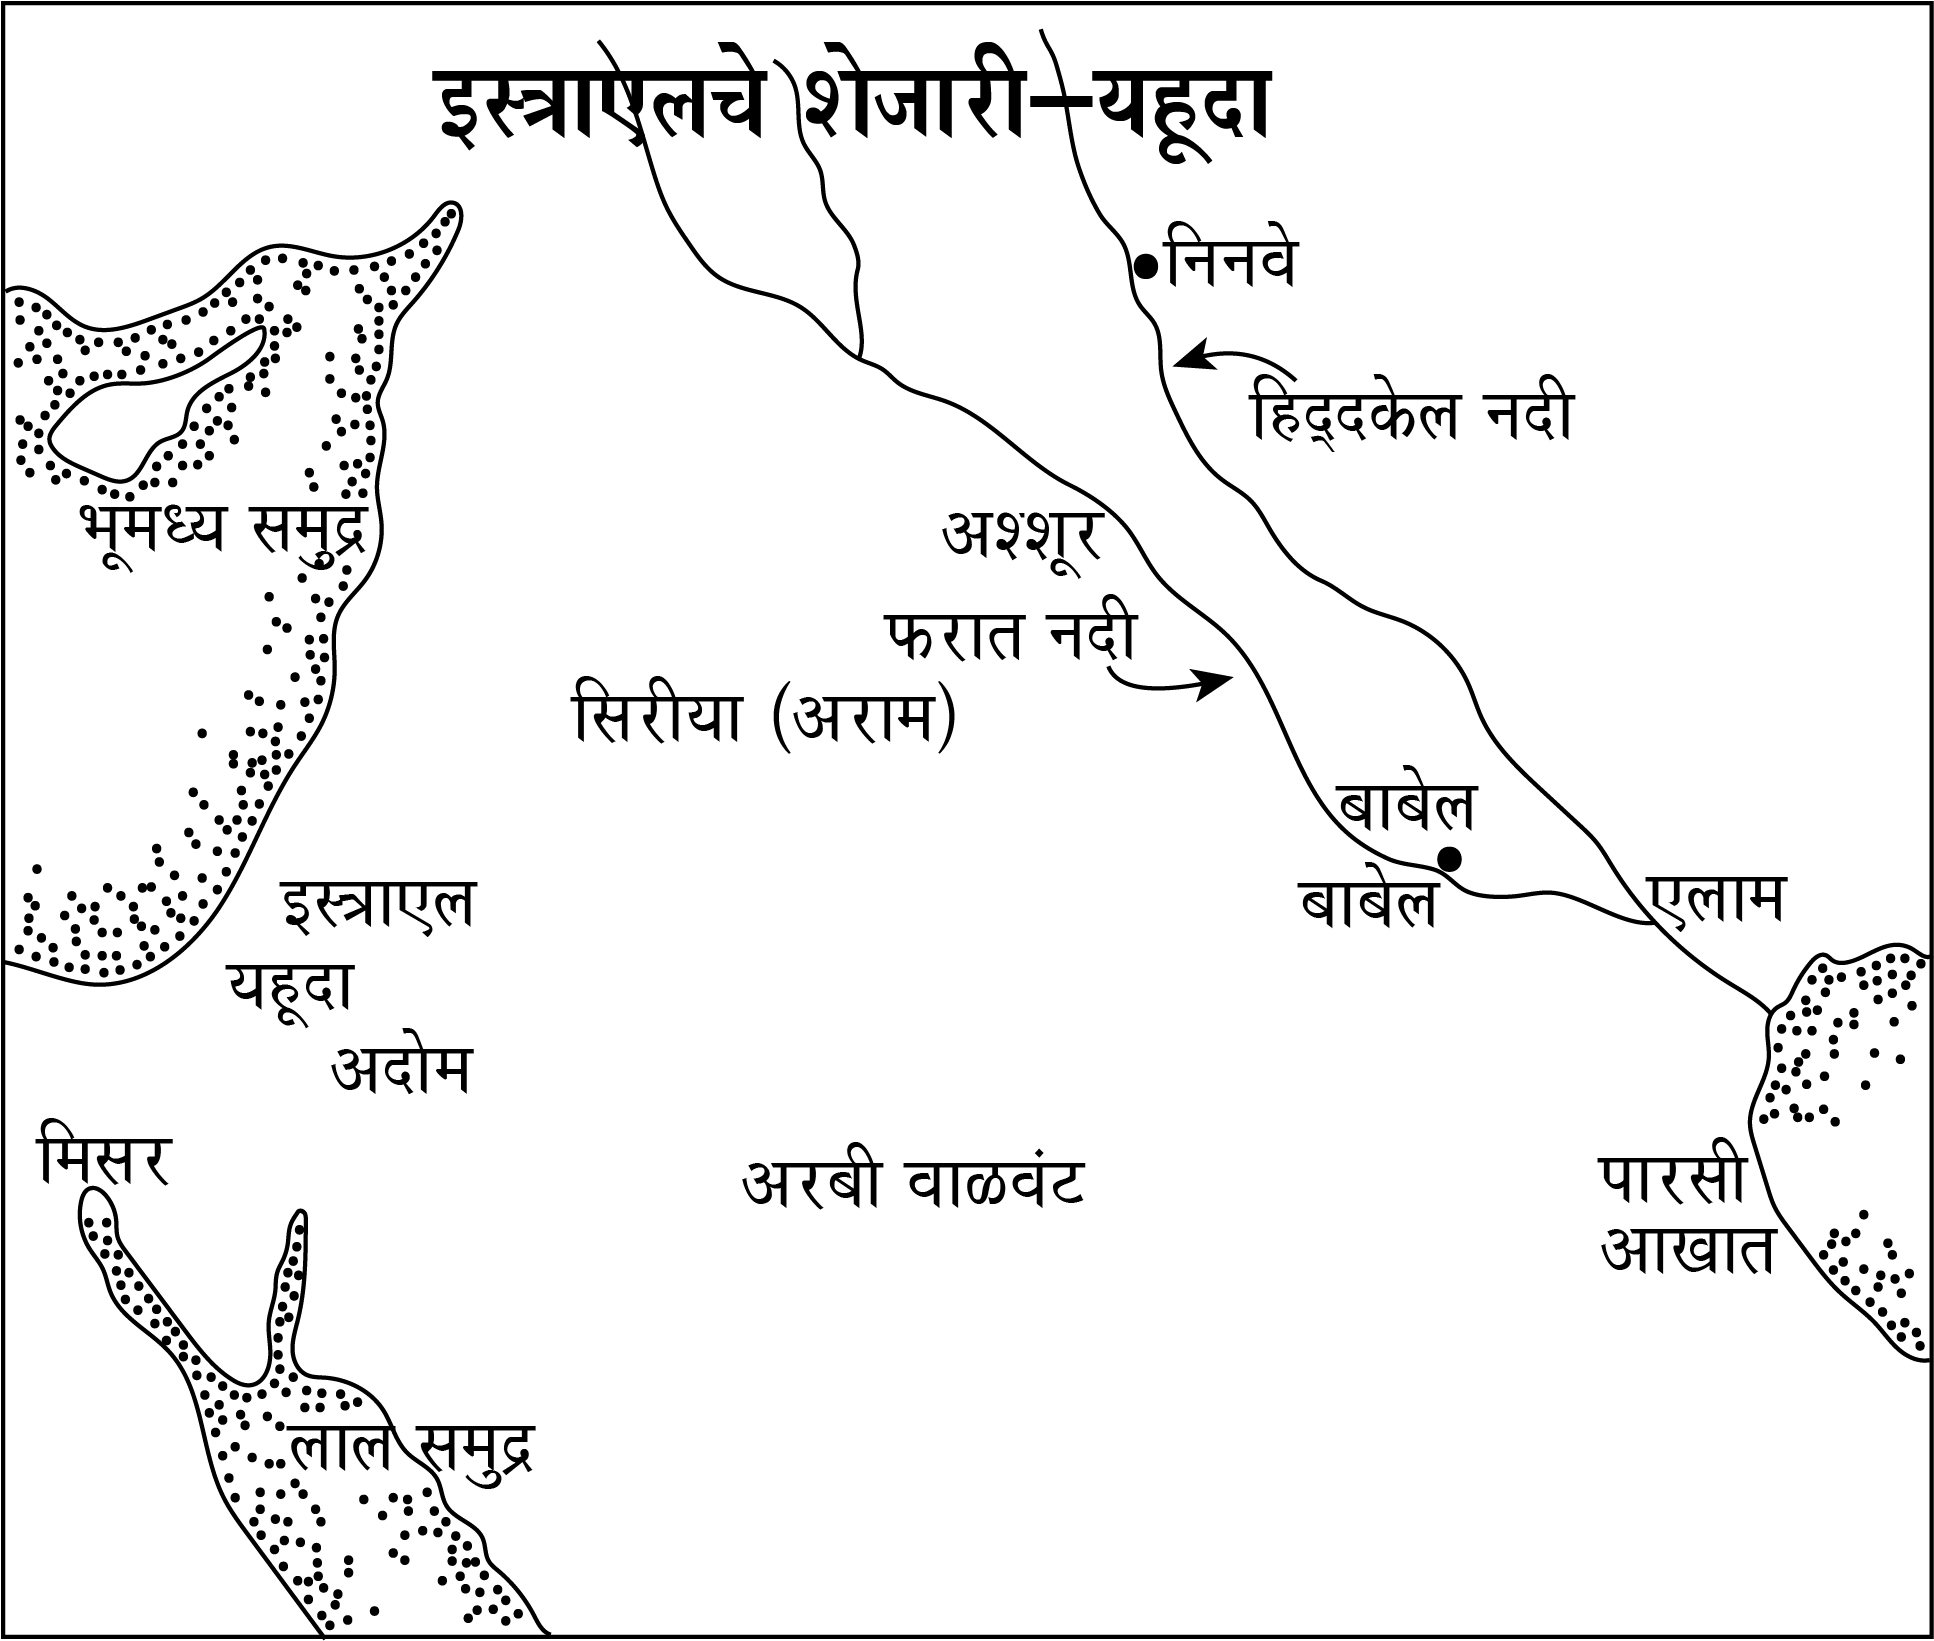 इस्त्राएलचे शेजारी—यहूदा
निनवे
हिद्‌दकेल नदी
भूमध्य समुद्र
अश्शूर
फरात नदी
सिरीया (अराम)
बाबेल
बाबेल
एलाम
इस्त्राएल
यहूदा
अदोम
मिसर
अरबी वाळवंट
पारसी
आखात
लाल समुद्र